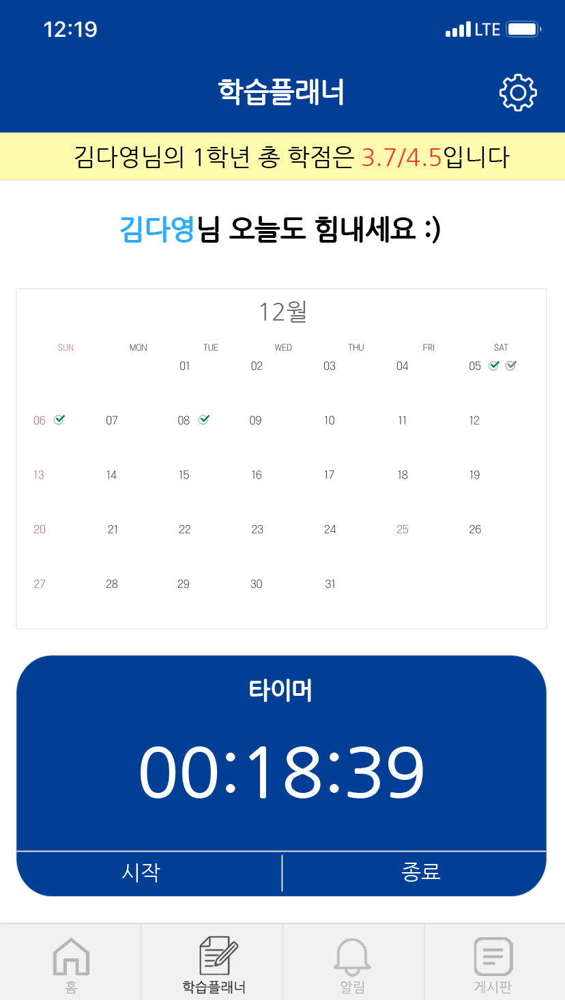 12:19 LTE
학습플래너
김다영님의 1학년 총 학점은 3.7/4.5입니다
김다영님 오늘도 힘내세요 :)
12월
SUN MON TUE WED THU FRI SAT
01 02 03 04 05
06 07 08 09 10 11 12
13 14 15 16 17 18 19
20 21 22 23 24 25 26
27 28 29 30 31
타이머
00:18:39
시작 종료
홈 학습플래너 알림 게시판